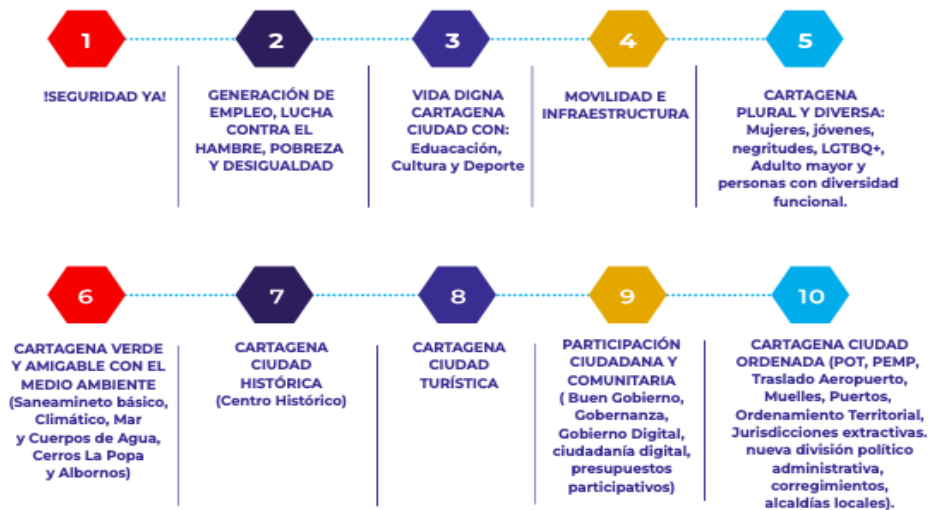 1
!SEGURIDAD YA!
2
GENERACIÓN DE
EMPLEO, LUCHA
CONTRA EL
HAMBRE, POBREZA
Y DESIGUALDAD
3
VIDA DIGNA
CARTAGENA
CIUDAD CON:
Eduacación,
Cultura y Deporte
4
MOVILIDAD E
INFRAESTRUCTURA
5
CARTAGENA
PLURAL Y DIVERSA:
Mujeres, jóvenes,
negritudes, LGTBQ+,
Adulto mayor y
personas con diversidad
funcional.
6
CARTAGENA VERDE
Y AMIGABLE CON EL
MEDIO AMBIENTE
(Saneamineto básico,
Climático, Mar
y Cuerpos de Agua,
Cerros La Popa
y Albornos)
7
CARTAGENA
CIUDAD
HISTÓRICA
(Centro Histórico)
8
CARTAGENA
CIUDAD
TURÍSTICA
9
PARTICIPACIÓN
CIUDADANA Y
COMUNITARIA
( Buen Gobierno,
Gobernanza,
Gobierno Digital,
ciudadanía digital,
presupuestos
participativos)
10
CARTAGENA CIUDAD
ORDENADA (POT, PEMP,
Traslado Aeropuerto,
Muelles, Puertos,
Ordenamiento Territorial,
Jurisdicciones extractivas.
nueva división político
administrativa,
corregimientos,
alcaldías locales).